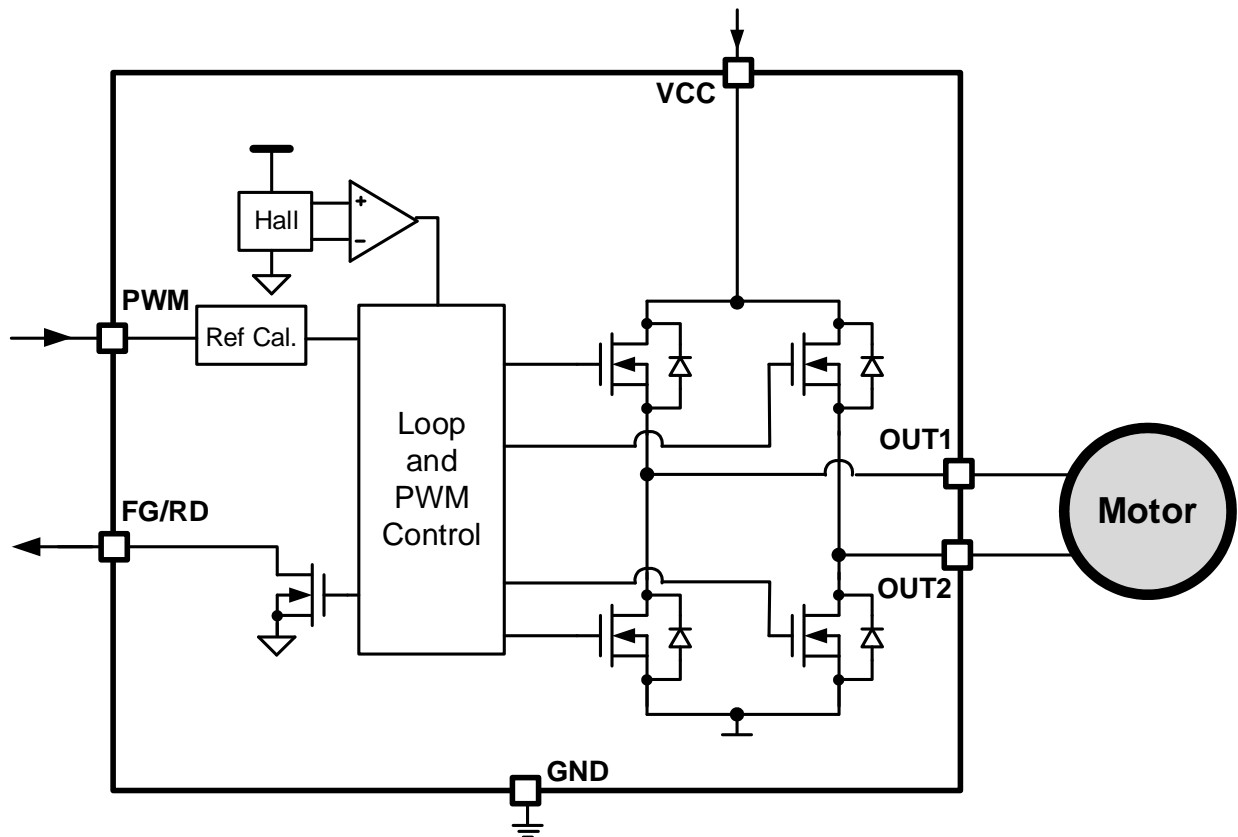 VCC
Hall
+
−
PWM
Ref Cal.
Loop
and
PWM
Control
OUT1
Motor
FG/RD
OUT2
GND